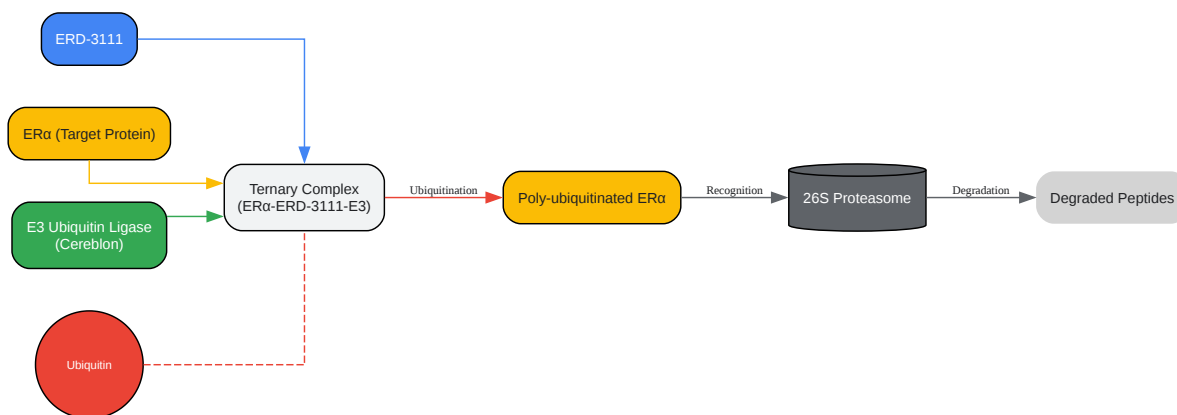 ERD-3111
ERα (Target Protein)
E3 Ubiquitin Ligase
(Cereblon)
Ubiquitin
Ternary Complex
(ERα-ERD-3111-E3)
Ubiquitination
Poly-ubiquitinated ERα
Recognition
26S Proteasome
Degradation
Degraded Peptides